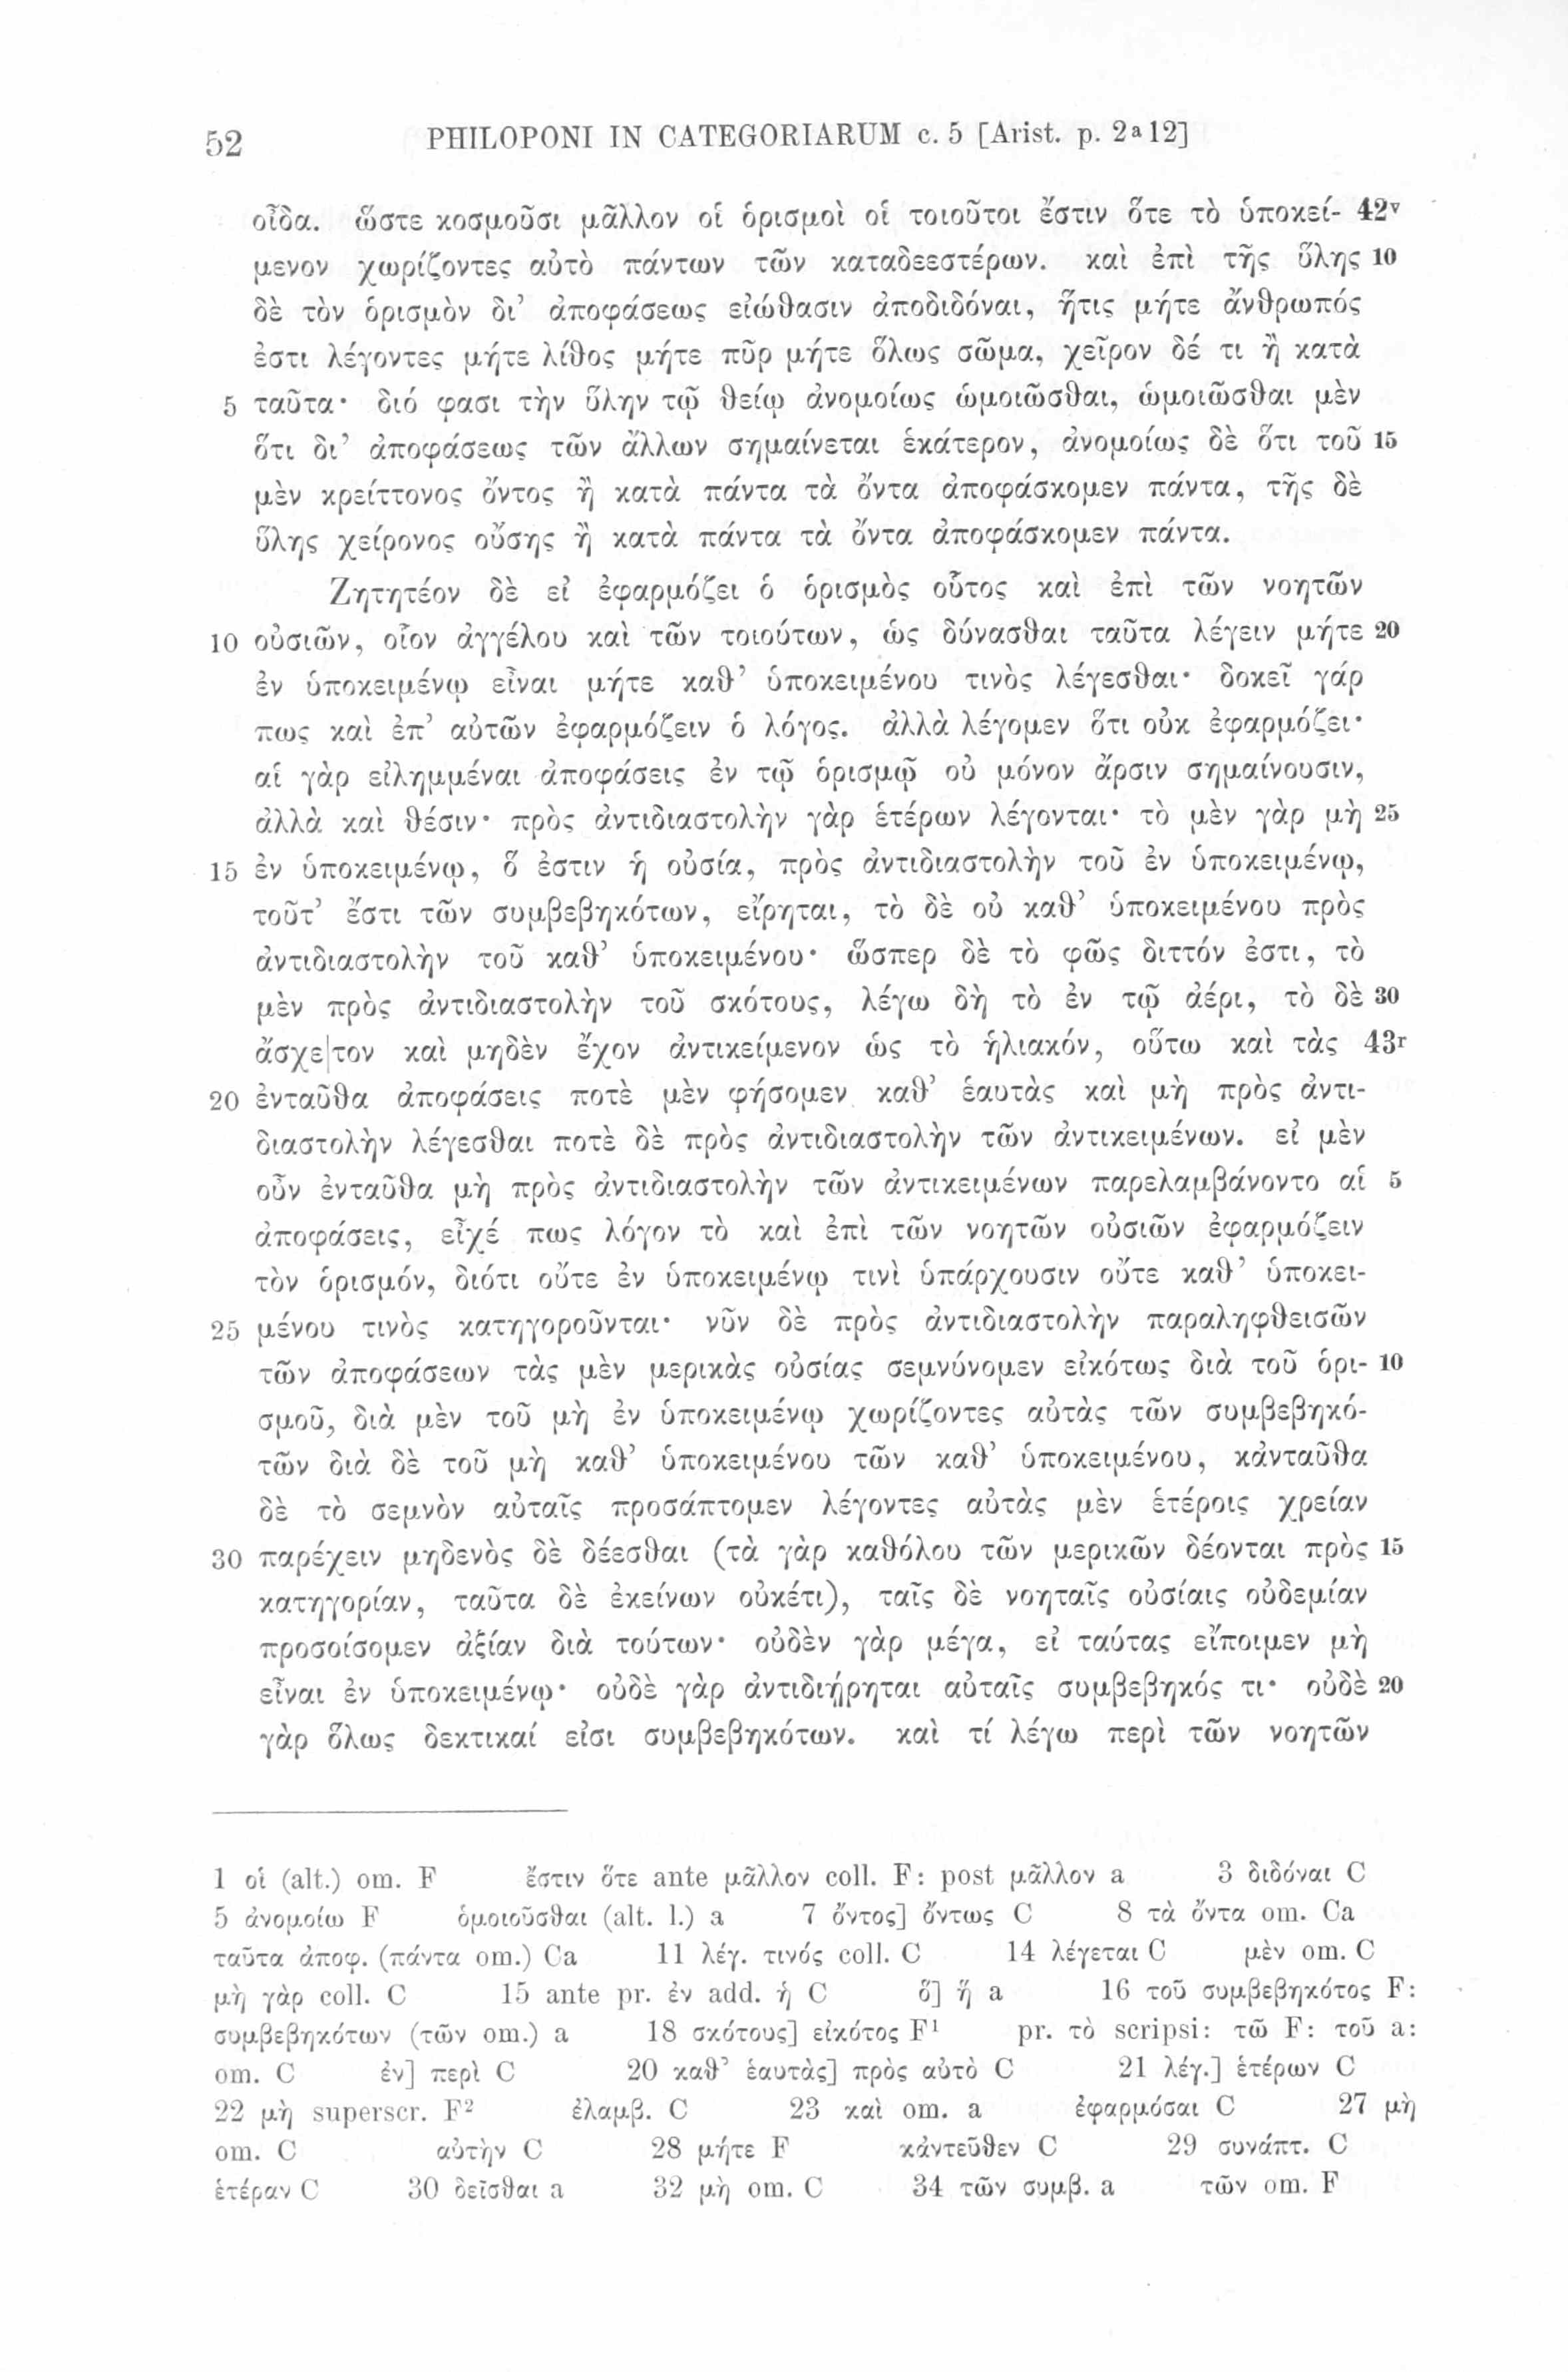 52 PHILOPONI IN CATEGORIARUM c. 5 [Arist. p. 2a12]
οἶδα. ὥστε κοσμοῦσι μᾶλλον οἱ ὁρισμοὶ οἱ τοιοῦτοι ἔστιν ὅτε τὸ ὑποκεί- 42v
μενον χωρίζοντες αὐτὸ πάντων τῶν καταδεεστέρων. καὶ ἐπὶ τῆς ὕλης 10
δὲ τὸν ὁρισμὸν δι’ ἀποφάσεως εἰώθασιν ἀποδιδόναι, ἥτις μήτε ἄνθρωπός
ἐστι λέγοντες μήτε λίθος μήτε πῦρ μήτε ὅλως σῶμα, χεῖρον δέ τι ἢ κατὰ
5 ταῦτα· διό φασι τὴν ὕλην τῷ θείῳ ἀνομοίως ὡμοιῶσθαι, ὡμοιῶσθαι μὲν
ὅτι δι’ ἀποφάσεως τῶν ἄλλων σημαίνεται ἑκάτερον, ἀνομοίως δὲ ὅτι τοῦ 15
μὲν κρείττονος ὄντος ἢ κατὰ πάντα τὰ ὄντα ἀποφάσκομεν πάντα, τῆς δὲ
ὕλης χείρονος οὔσης ἢ κατὰ πάντα τὰ ὄντα ἀποφάσκομεν πάντα.
Ζητητέον δὲ εἰ ἐφαρμόζει ὁ ὁρισμὸς οὗτος καὶ ἐπὶ τῶν νοητῶν
10 οὐσιῶν, οἷον ἀγγέλου καὶ τῶν τοιούτων, ὡς δύνασθαι ταῦτα λέγειν μήτε 20
ἐν ὑποκειμένῳ εἶναι μήτε καθ’ ὑποκειμένου τινὸς λέγεσθαι· δοκεῖ γάρ
πως καὶ ἐπ’ αὐτῶν ἐφαρμόζειν ὁ λόγος. ἀλλὰ λέγομεν ὅτι οὐκ ἐφαρμόζει·
αἱ γὰρ εἰλημμέναι ἀποφάσεις ἐν τῷ ὁρισμῷ οὐ μόνον ἄρσιν σημαίνουσιν,
ἀλλὰ καὶ θέσιν· πρὸς ἀντιδιαστολὴν γὰρ ἑτέρων λέγονται· τὸ μὲν γὰρ μὴ 25
15 ἐν ὑποκειμένῳ, ὅ ἐστιν ἡ οὐσία, πρὸς ἀντιδιαστολὴν τοῦ ἐν ὑποκειμένῳ,
τοῦτ’ ἔστι τῶν συμβεβηκότων, εἴρηται, τὸ δὲ οὐ καθ’ ὑποκειμένου πρὸς
ἀντιδιαστολὴν τοῦ καθ’ ὑποκειμένου· ὥσπερ δὲ τὸ φῶς διττόν ἐστι, τὸ
μὲν πρὸς ἀντιδιαστολὴν τοῦ σκότους, λέγω δὴ τὸ ἐν τῷ ἀέρι, τὸ δὲ 30
ἄσχε|τον καὶ μηδὲν ἔχον ἀντικείμενον ὡς τὸ ἡλιακόν, οὕτω καὶ τὰς 43r
20 ἐνταῦθα ἀποφάσεις ποτὲ μὲν φήσομεν καθ’ ἑαυτὰς καὶ μὴ πρὸς ἀντι-
διαστολὴν λέγεσθαι ποτὲ δὲ πρὸς ἀντιδιαστολὴν τῶν ἀντικειμένων. εἰ μὲν
οὖν ἐνταῦθα μὴ πρὸς ἀντιδιαστολὴν τῶν ἀντικειμένων παρελαμβάνοντο αἱ 5
ἀποφάσεις, εἶχέ πως λόγον τὸ καὶ ἐπὶ τῶν νοητῶν οὐσιῶν ἐφαρμόζειν
τὸν ὁρισμόν, διότι οὔτε ἐν ὑποκειμένῳ τινὶ ὑπάρχουσιν οὔτε καθ’ ὑποκει-
25 μένου τινὸς κατηγοροῦνται· νῦν δὲ πρὸς ἀντιδιαστολὴν παραληφθεισῶν
τῶν ἀποφάσεων τὰς μὲν μερικὰς οὐσίας σεμνύνομεν εἰκότως διὰ τοῦ ὁρι- 10
σμοῦ, διὰ μὲν τοῦ μὴ ἐν ὑποκειμένῳ χωρίζοντες αὐτὰς τῶν συμβεβηκό-
των διὰ δὲ τοῦ μὴ καθ’ ὑποκειμένου τῶν καθ’ ὑποκειμένου, κἀνταῦθα
δὲ τὸ σεμνὸν αὐταῖς προσάπτομεν λέγοντες αὐτὰς μὲν ἑτέροις χρείαν
30 παρέχειν μηδενὸς δὲ δέεσθαι (τὰ γὰρ καθόλου τῶν μερικῶν δέονται πρὸς 15
κατηγορίαν, ταῦτα δὲ ἐκείνων οὐκέτι), ταῖς δὲ νοηταῖς οὐσίαις οὐδεμίαν
προσοίσομεν ἀξίαν διὰ τούτων· οὐδὲν γὰρ μέγα, εἰ ταύτας εἴποιμεν μὴ
εἶναι ἐν ὑποκειμένῳ· οὐδὲ γὰρ ἀντιδιῄρηται αὐταῖς συμβεβηκός τι· οὐδὲ 20
γὰρ ὅλως δεκτικαί εἰσι συμβεβηκότων. καὶ τί λέγω περὶ τῶν νοητῶν
1 οἱ (alt.) om. F ἔστιν ὅτε ante μᾶλλον coll. F: post μᾶλλον a 3 διδόναι C
5 ἀνομοίω F ὁμοιοῦσθαι (alt. l.) a 7 ὄντος] ὄντως C 8 τὰ ὄντα om. Ca
ταῦτα ἀποφ. (πάντα om.) Ca 11 λέγ. τινός coll. C 14 λέγεται C μὲν om. C
μὴ γὰρ coll. C 15 ante pr. ἐν add. ἡ C ὅ] ἥ a 16 τοῦ συμβεβηκότος F:
συμβεβηκότων (τῶν om.) a 18 σκότους] εἰκότος F1 pr. τὸ scripsi: τῶ F: τοῦ a:
om. C ἐν] περὶ C 20 καθ’ ἑαυτὰς] πρὸς αὐτὸ C 21 λέγ.] ἑτέρων C
22 μὴ superscr. F2 ἐλαμβ. C 23 καὶ om. a ἐφαρμόσαι C 27 μὴ
om. C αὐτὴν C 28 μήτε F κἀντεῦθεν C 29 συνάπτ. C
ἑτέραν C 30 δεῖσθαι a 32 μὴ om. C 34 τῶν συμβ. a τῶν om. F